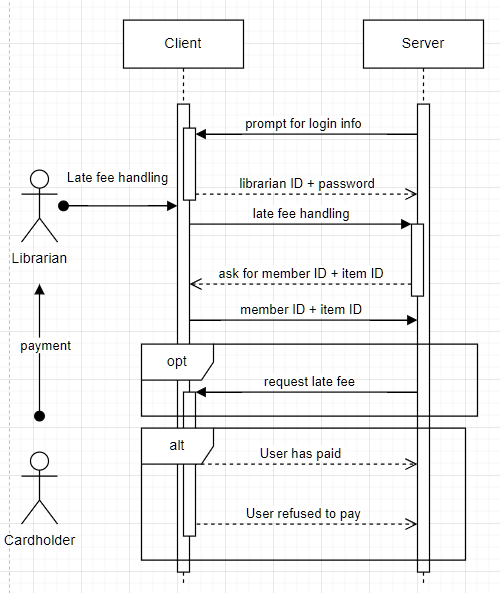 Client
Server
prompt for login info
Late fee handling
librarian ID + password
late fee handling
Librarian
ask for member ID + item ID
member ID + item ID
payment
opt
request late fee
alt
User has paid
User refused to pay
Cardholder